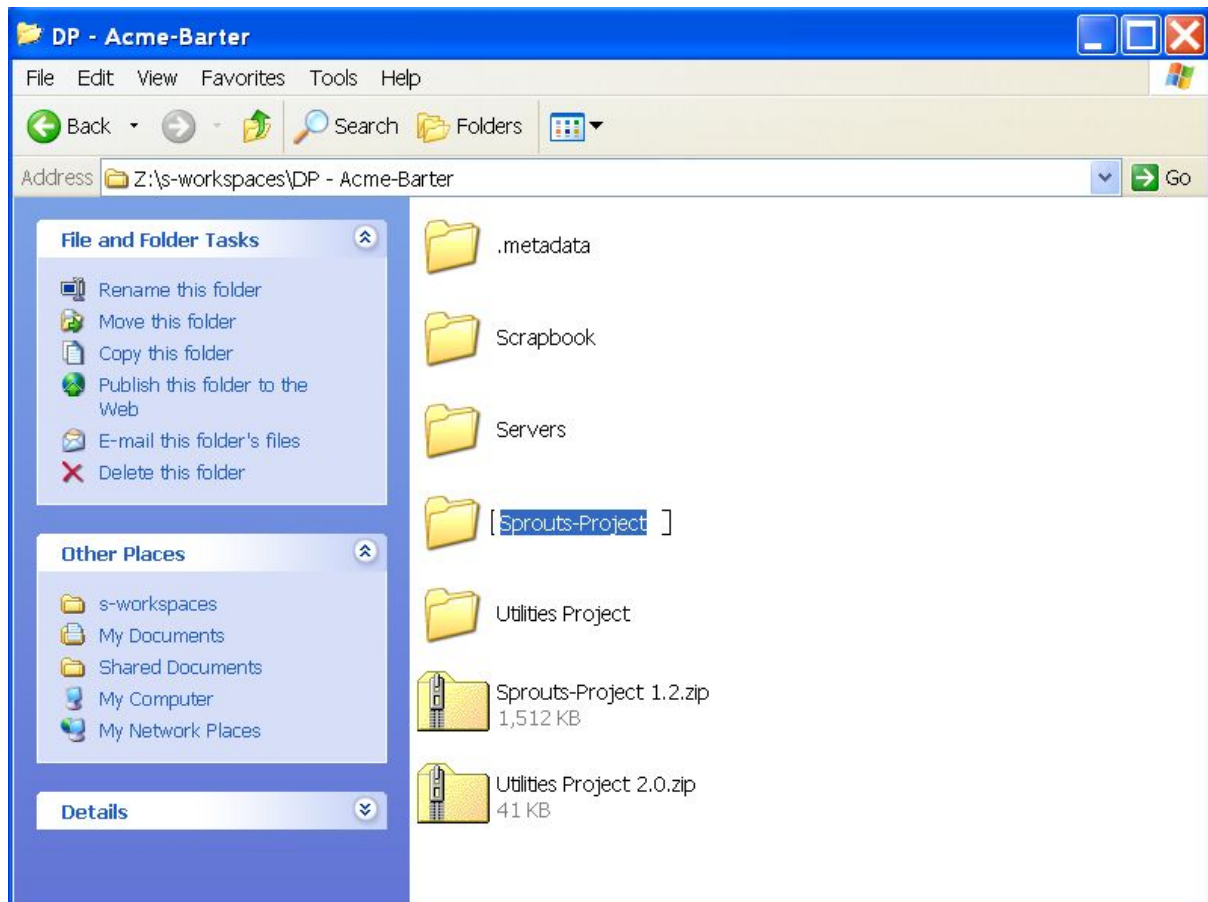 DP - Acme-Barter
File Edit View Favorites Tools Help
Back Search Folders
Address Z:\s-workspaces\DP - Acme-Barter Go
File and Folder Tasks
Rename this folder
Move this folder
Copy this folder
Publish this folder to the
Web
E-mail this folder's files
Delete this folder
Other Places
s-workspaces
My Documents
Shared Documents
My Computer
My Network Places
Details
.metadata
Scrapbook
Servers
[Sprouts-Project ]
Utilities Project
Sprouts-Project 1.2.zip
1,512 KB
Utilities Project 2.0.zip
41 KB